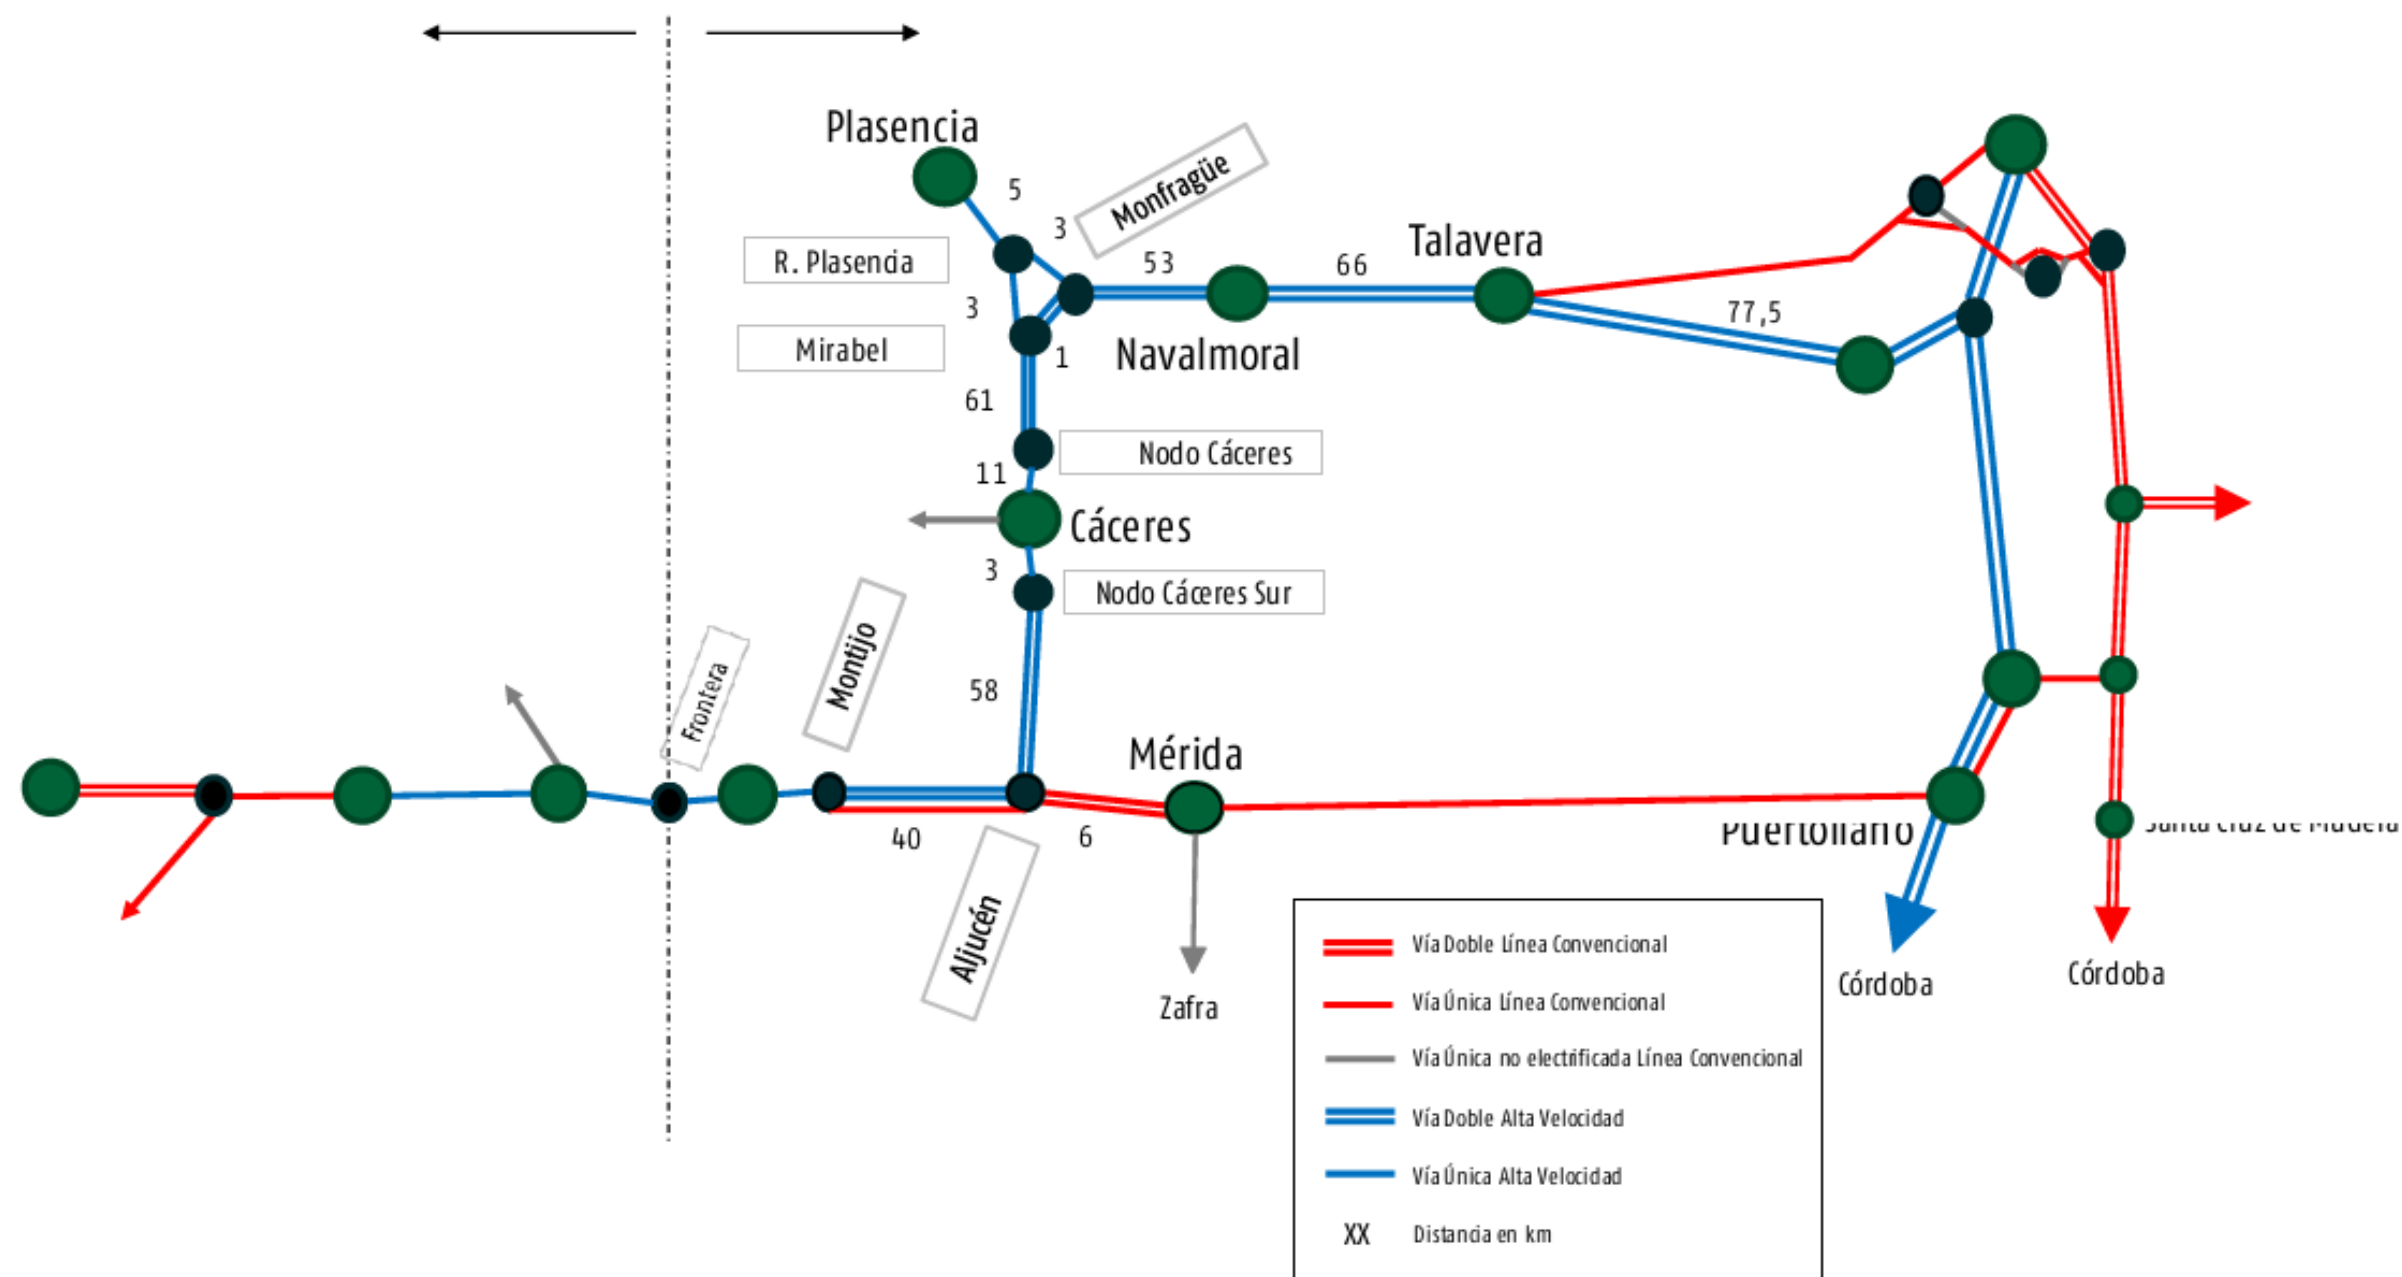 Plasencia
5
Monfragüe
3
R. Plasencia
53
66
Talavera
3
77,5
Mirabel
1
Navalmoral
61
Nodo Cáceres
11
Cáceres
3
Nodo Cáceres Sur
Montijo
Frontera
58
Mérida
40
6
Puertollano
Aljucén
Zafra
Córdoba
Córdoba
Vía Doble Línea Convencional
Vía Única Línea Convencional
Vía Única no electrificada Línea Convencional
Vía Doble Alta Velocidad
Vía Única Alta Velocidad
XX Distancia en km